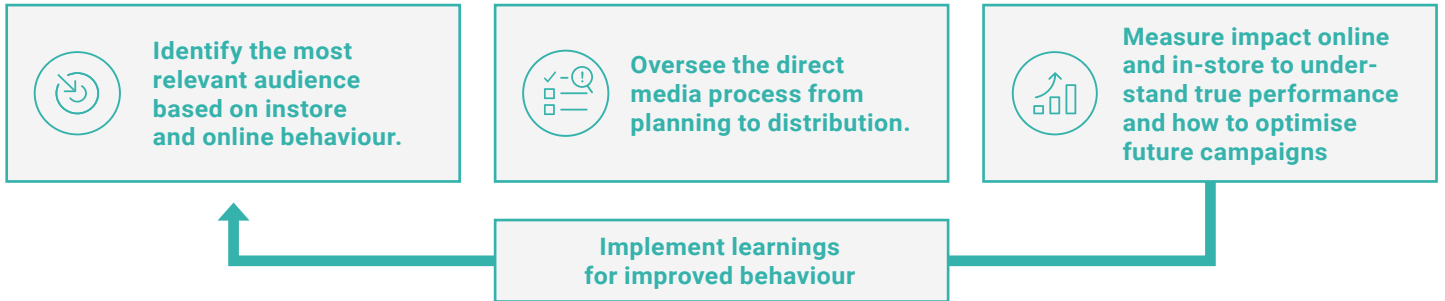 Identify the most
relevant audience
based on instore
and online behaviour.
Oversee the direct
media process from
planning to distribution.
Measure impact online
and in-store to under-
stand true performance
and how to optimise
future campaigns
Implement learnings
for improved behaviour